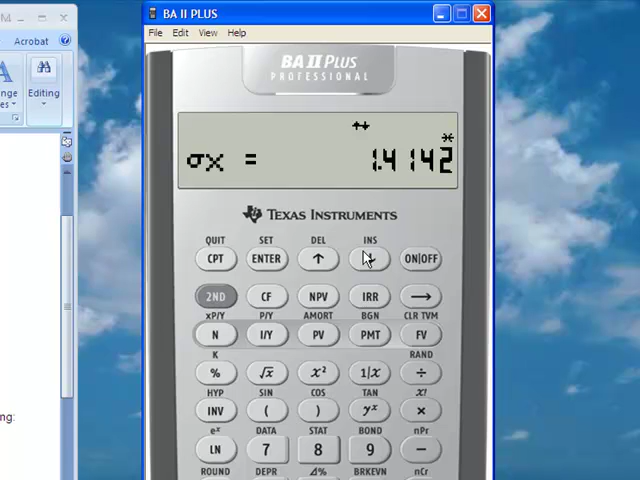 M... BA II PLUS
Acrobat File Edit View Help
Editing
BA II PLUS
PROFESSIONAL
σx = 1.4142
TEXAS INSTRUMENTS
QUIT SET DEL INS
CPT ENTER ↑ ↓ ON|OFF
2ND CF NPV IRR →
xP/Y P/Y AMORT BGN CLR TVM
N I/Y PV PMT FV
K RAND
% √x x² 1/x ÷
HYP SIN COS TAN x!
INV ( ) yˣ ×
eˣ DATA STAT BOND nPr
LN 7 8 9 −
ROUND DEPR Δ% BRKEVN nCr